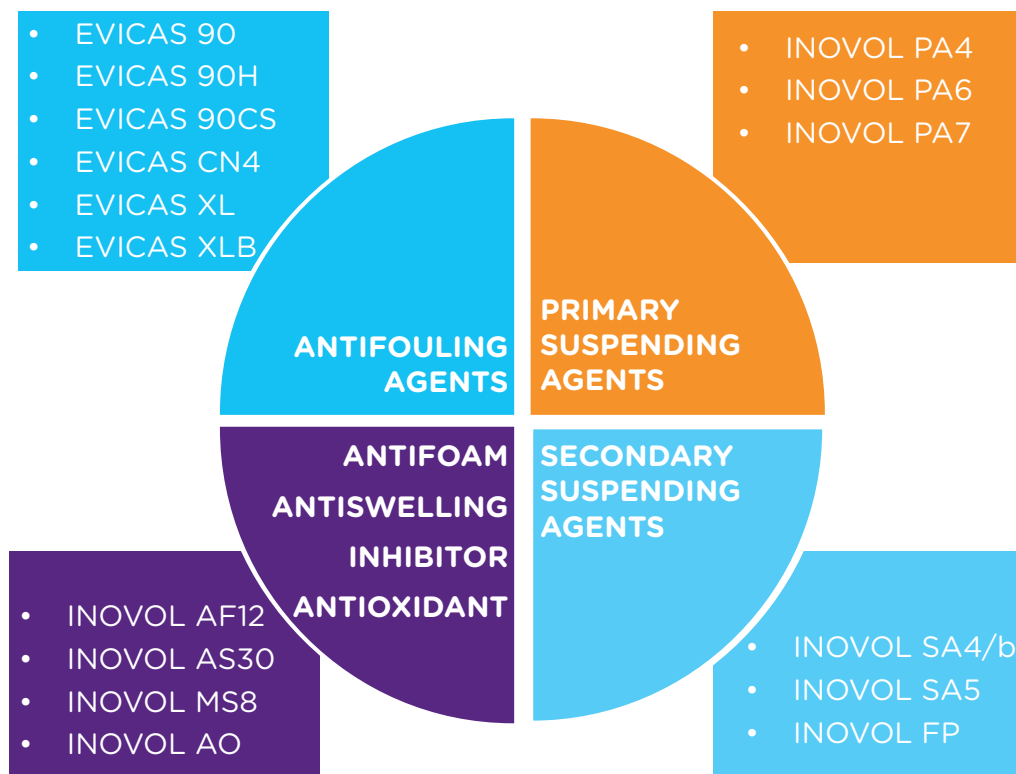 • EVICAS 90
• EVICAS 90H
• EVICAS 90CS
• EVICAS CN4
• EVICAS XL
• EVICAS XLB
• INOVOL PA4
• INOVOL PA6
• INOVOL PA7
ANTIFOULING
AGENTS
PRIMARY
SUSPENDING
AGENTS
ANTIFOAM
ANTISWELLING
INHIBITOR
ANTIOXIDANT
SECONDARY
SUSPENDING
AGENTS
• INOVOL AF12
• INOVOL AS30
• INOVOL MS8
• INOVOL AO
• INOVOL SA4/b
• INOVOL SA5
• INOVOL FP